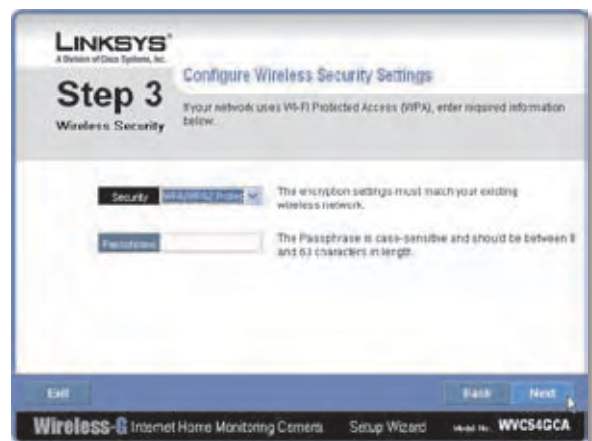 LINKSYS®
A Division of Cisco Systems, Inc.
Step 3
Wireless Security
Configure Wireless Security Settings
If your network uses Wi-Fi Protected Access (WPA), enter required information
below.
Security
The encryption settings must match your existing
wireless network.
Passphrase
The Passphrase is case-sensitive and should be between 8
and 63 characters in length.
Exit
Back
Next
Wireless-G Internet Home Monitoring Camera
Setup Wizard
Model No.
WVC54GCA